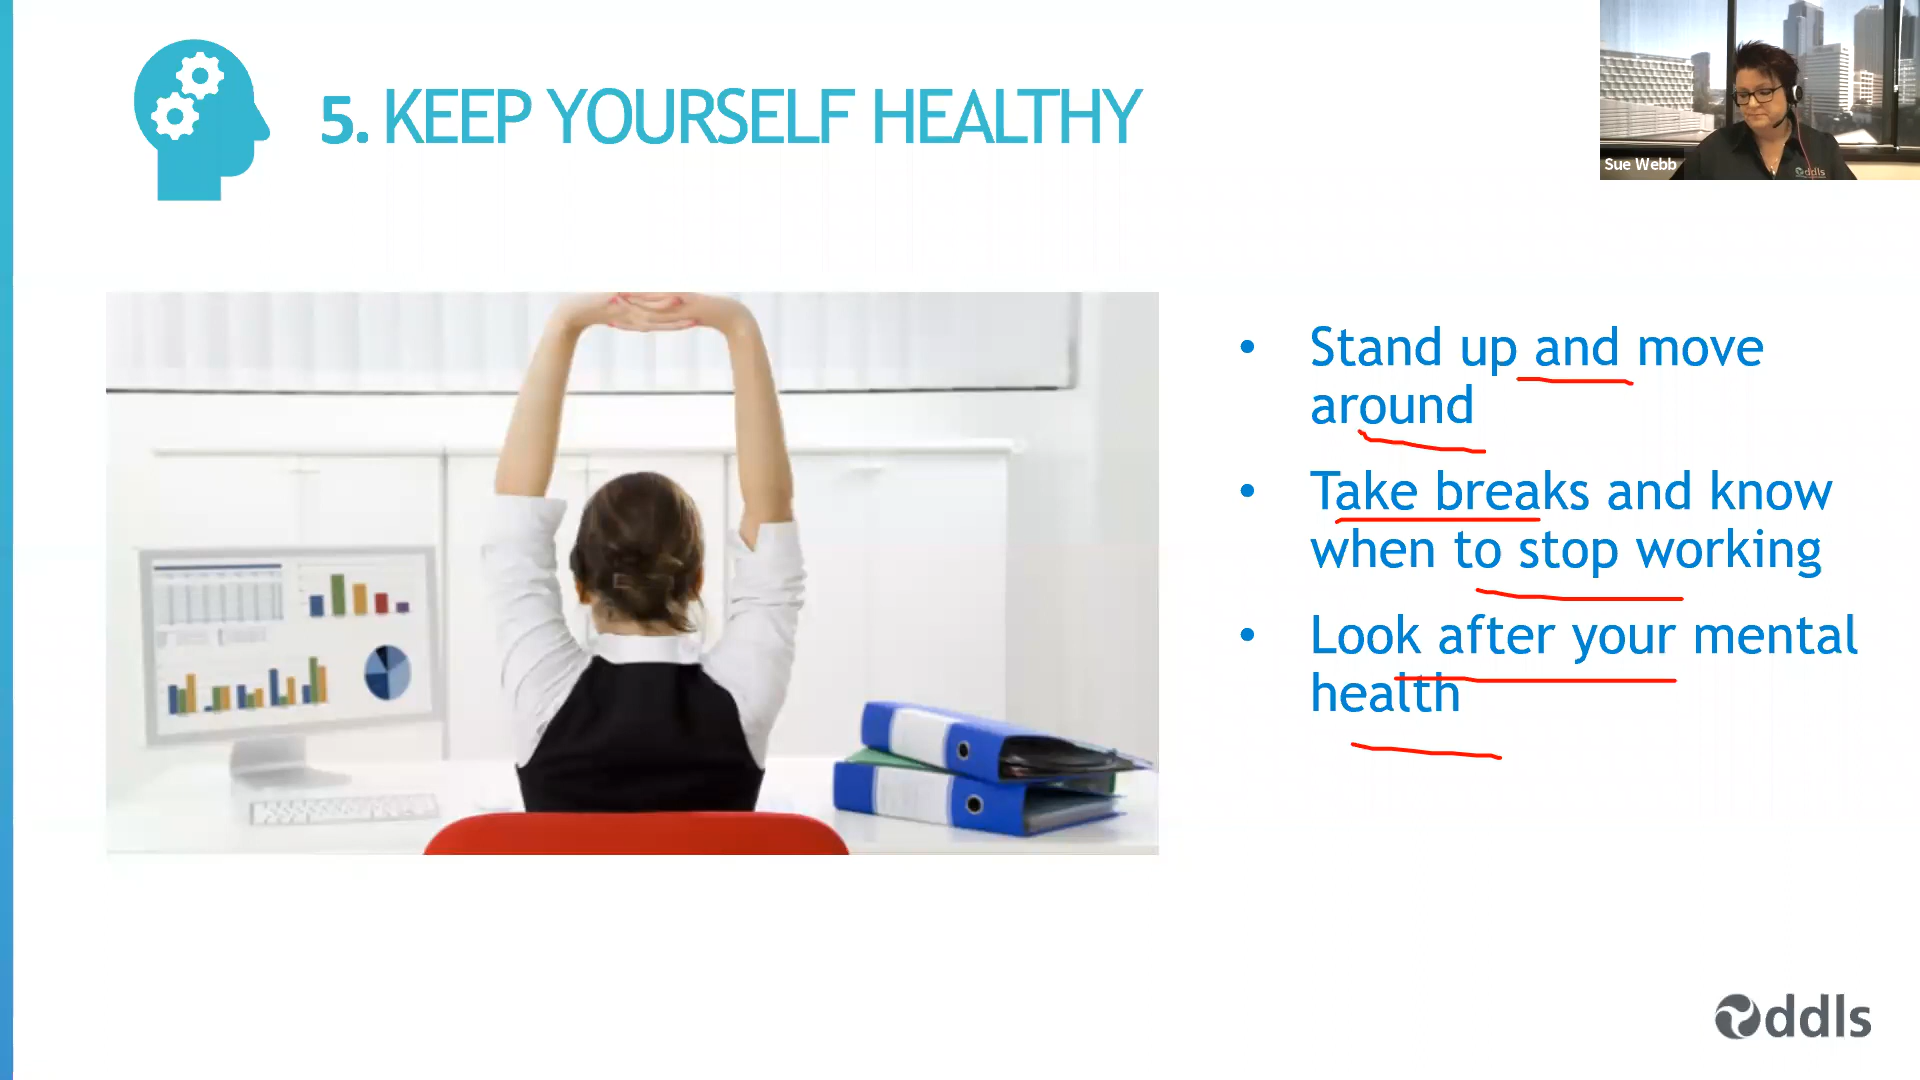 5. KEEP YOURSELF HEALTHY
Sue Webb
ddls
• Stand up and move
around
• Take breaks and know
when to stop working
• Look after your mental
health
ddls